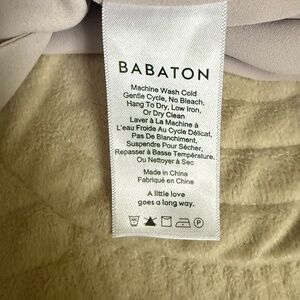 BABATON
Machine Wash Cold
Gentle Cycle, No Bleach,
Hang To Dry, Low Iron,
Or Dry Clean
Laver à La Machine à
L'eau Froide Au Cycle Délicat,
Pas De Blanchiment,
Suspendre Pour Sécher,
Repasser à Basse Température,
Ou Nettoyer à Sec
Made in China
Fabriqué en Chine
A little love
goes a long way.